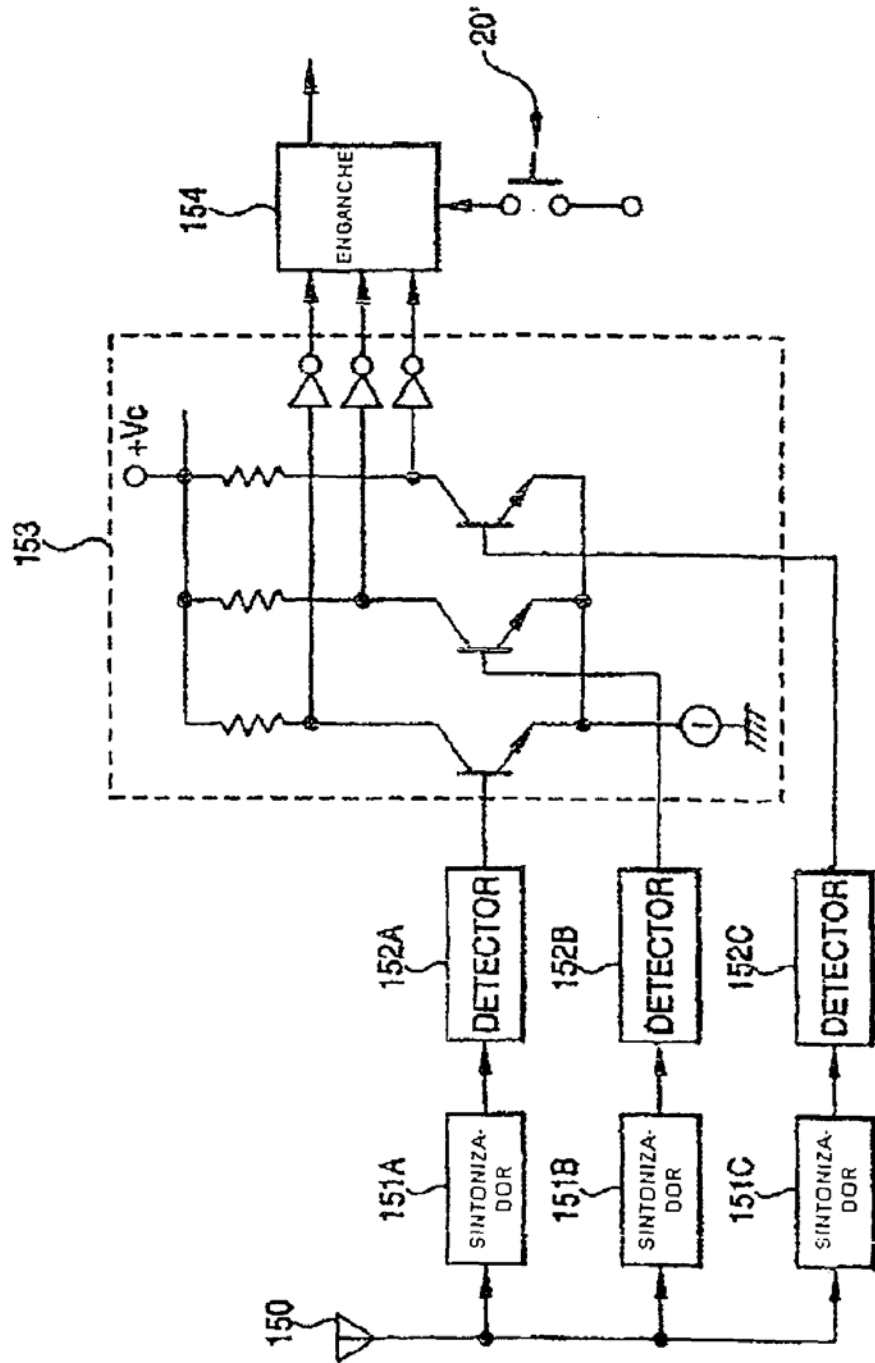 150
151A
SINTONIZA-
DOR
152A
DETECTOR
151B
SINTONIZA-
DOR
152B
DETECTOR
151C
SINTONIZA-
DOR
152C
DETECTOR
153
+Vc
I
154
ENGANCHE
20'